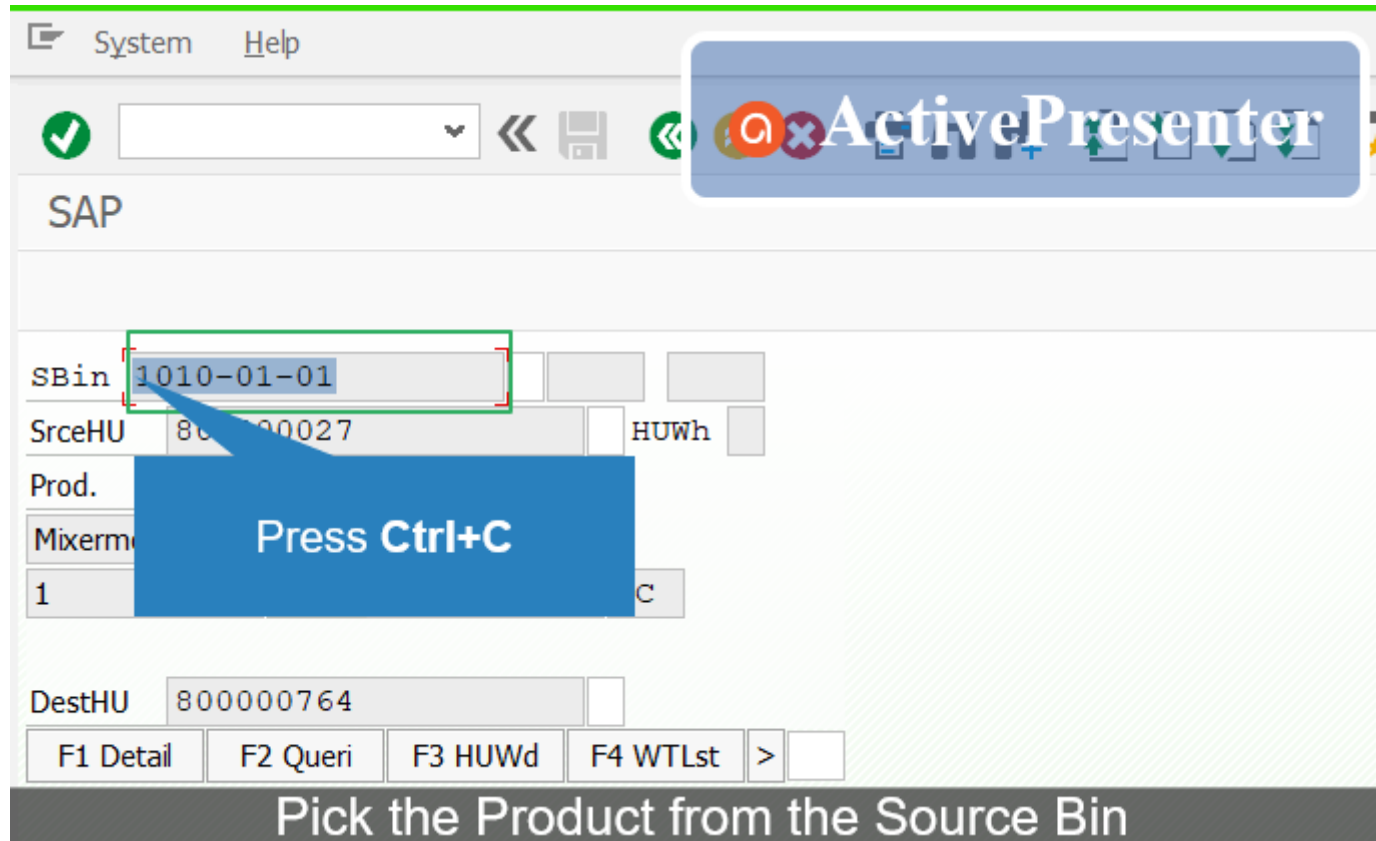 System Help
ActivePresenter
SAP
SBin 1010-01-01
SrceHU HUWh
Prod.
Press Ctrl+C
1 C
DestHU 800000764
F1 Detail F2 Queri F3 HUWd F4 WTLst >
Pick the Product from the Source Bin